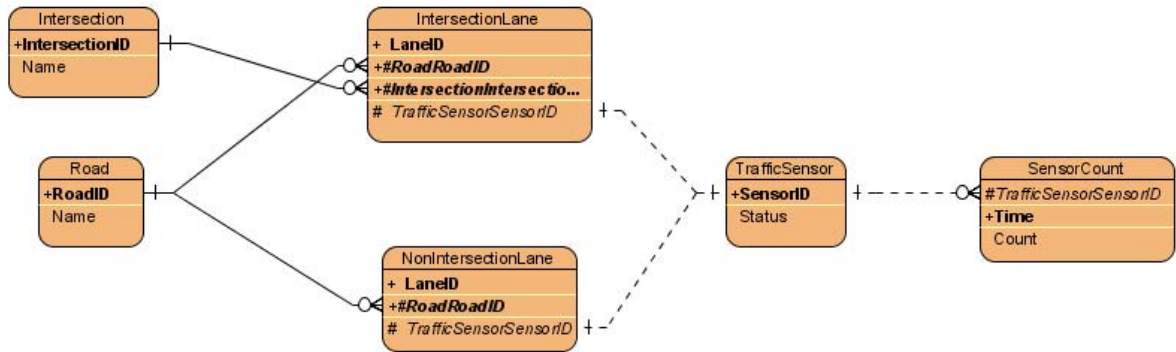 Intersection
+IntersectionID
Name
IntersectionLane
+ LaneID
+#RoadRoadID
+#IntersectionIntersectio...
# TrafficSensorSensorID
Road
+RoadID
Name
TrafficSensor
+SensorID
Status
SensorCount
#TrafficSensorSensorID
+Time
Count
NonIntersectionLane
+ LaneID
+#RoadRoadID
# TrafficSensorSensorID